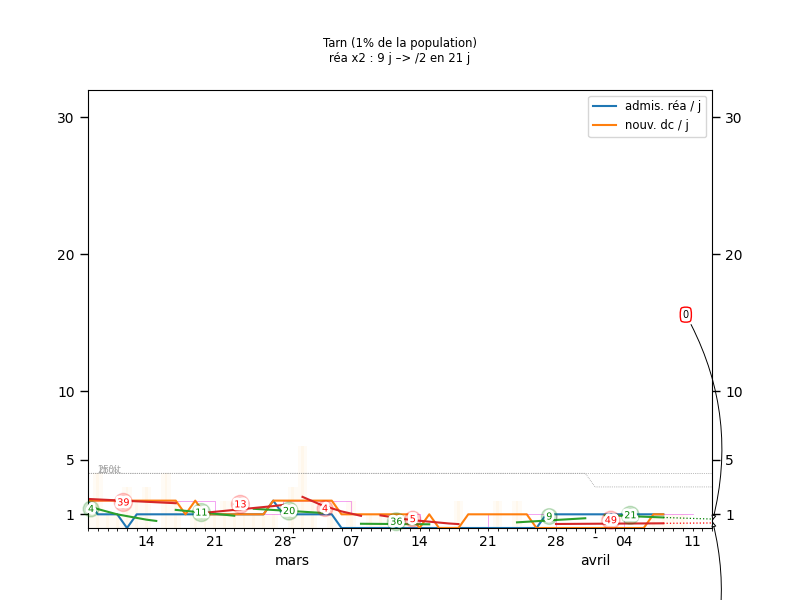 Tarn (1% de la population)
réa x2 : 9 j –> /2 en 21 j
admis. réa / j
nouv. dc / j
30 30
20 20
0
10 10
5 5
4 39 11 13 20 4 36 5 9 49 21
1 1
14 21 28 07 14 21 28 04 11
mars avril